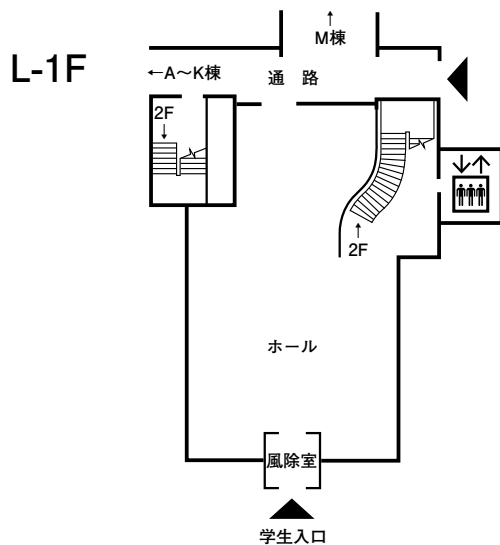 ↑
M棟
L-1F
←A〜K棟
通 路
2F
↓
↓↑
↑
2F
ホール
風除室
学生入口